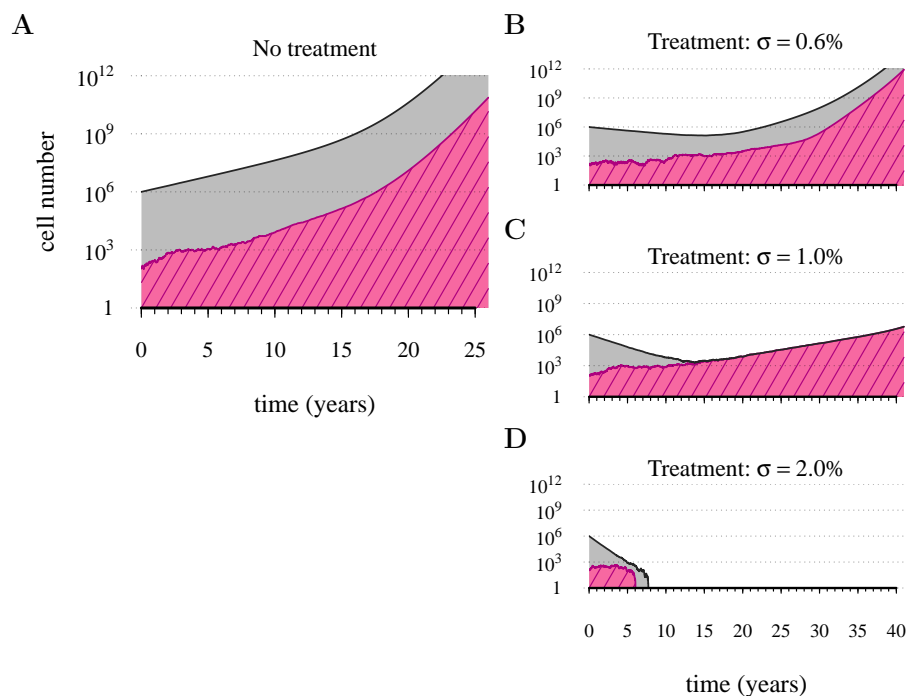 A
No treatment
10^12
10^9
10^6
10^3
1
cell number
0 5 10 15 20 25
time (years)
B
Treatment: σ = 0.6%
10^12
10^9
10^6
10^3
1
C
Treatment: σ = 1.0%
10^12
10^9
10^6
10^3
1
D
Treatment: σ = 2.0%
10^12
10^9
10^6
10^3
1
0 5 10 15 20 25 30 35 40
time (years)